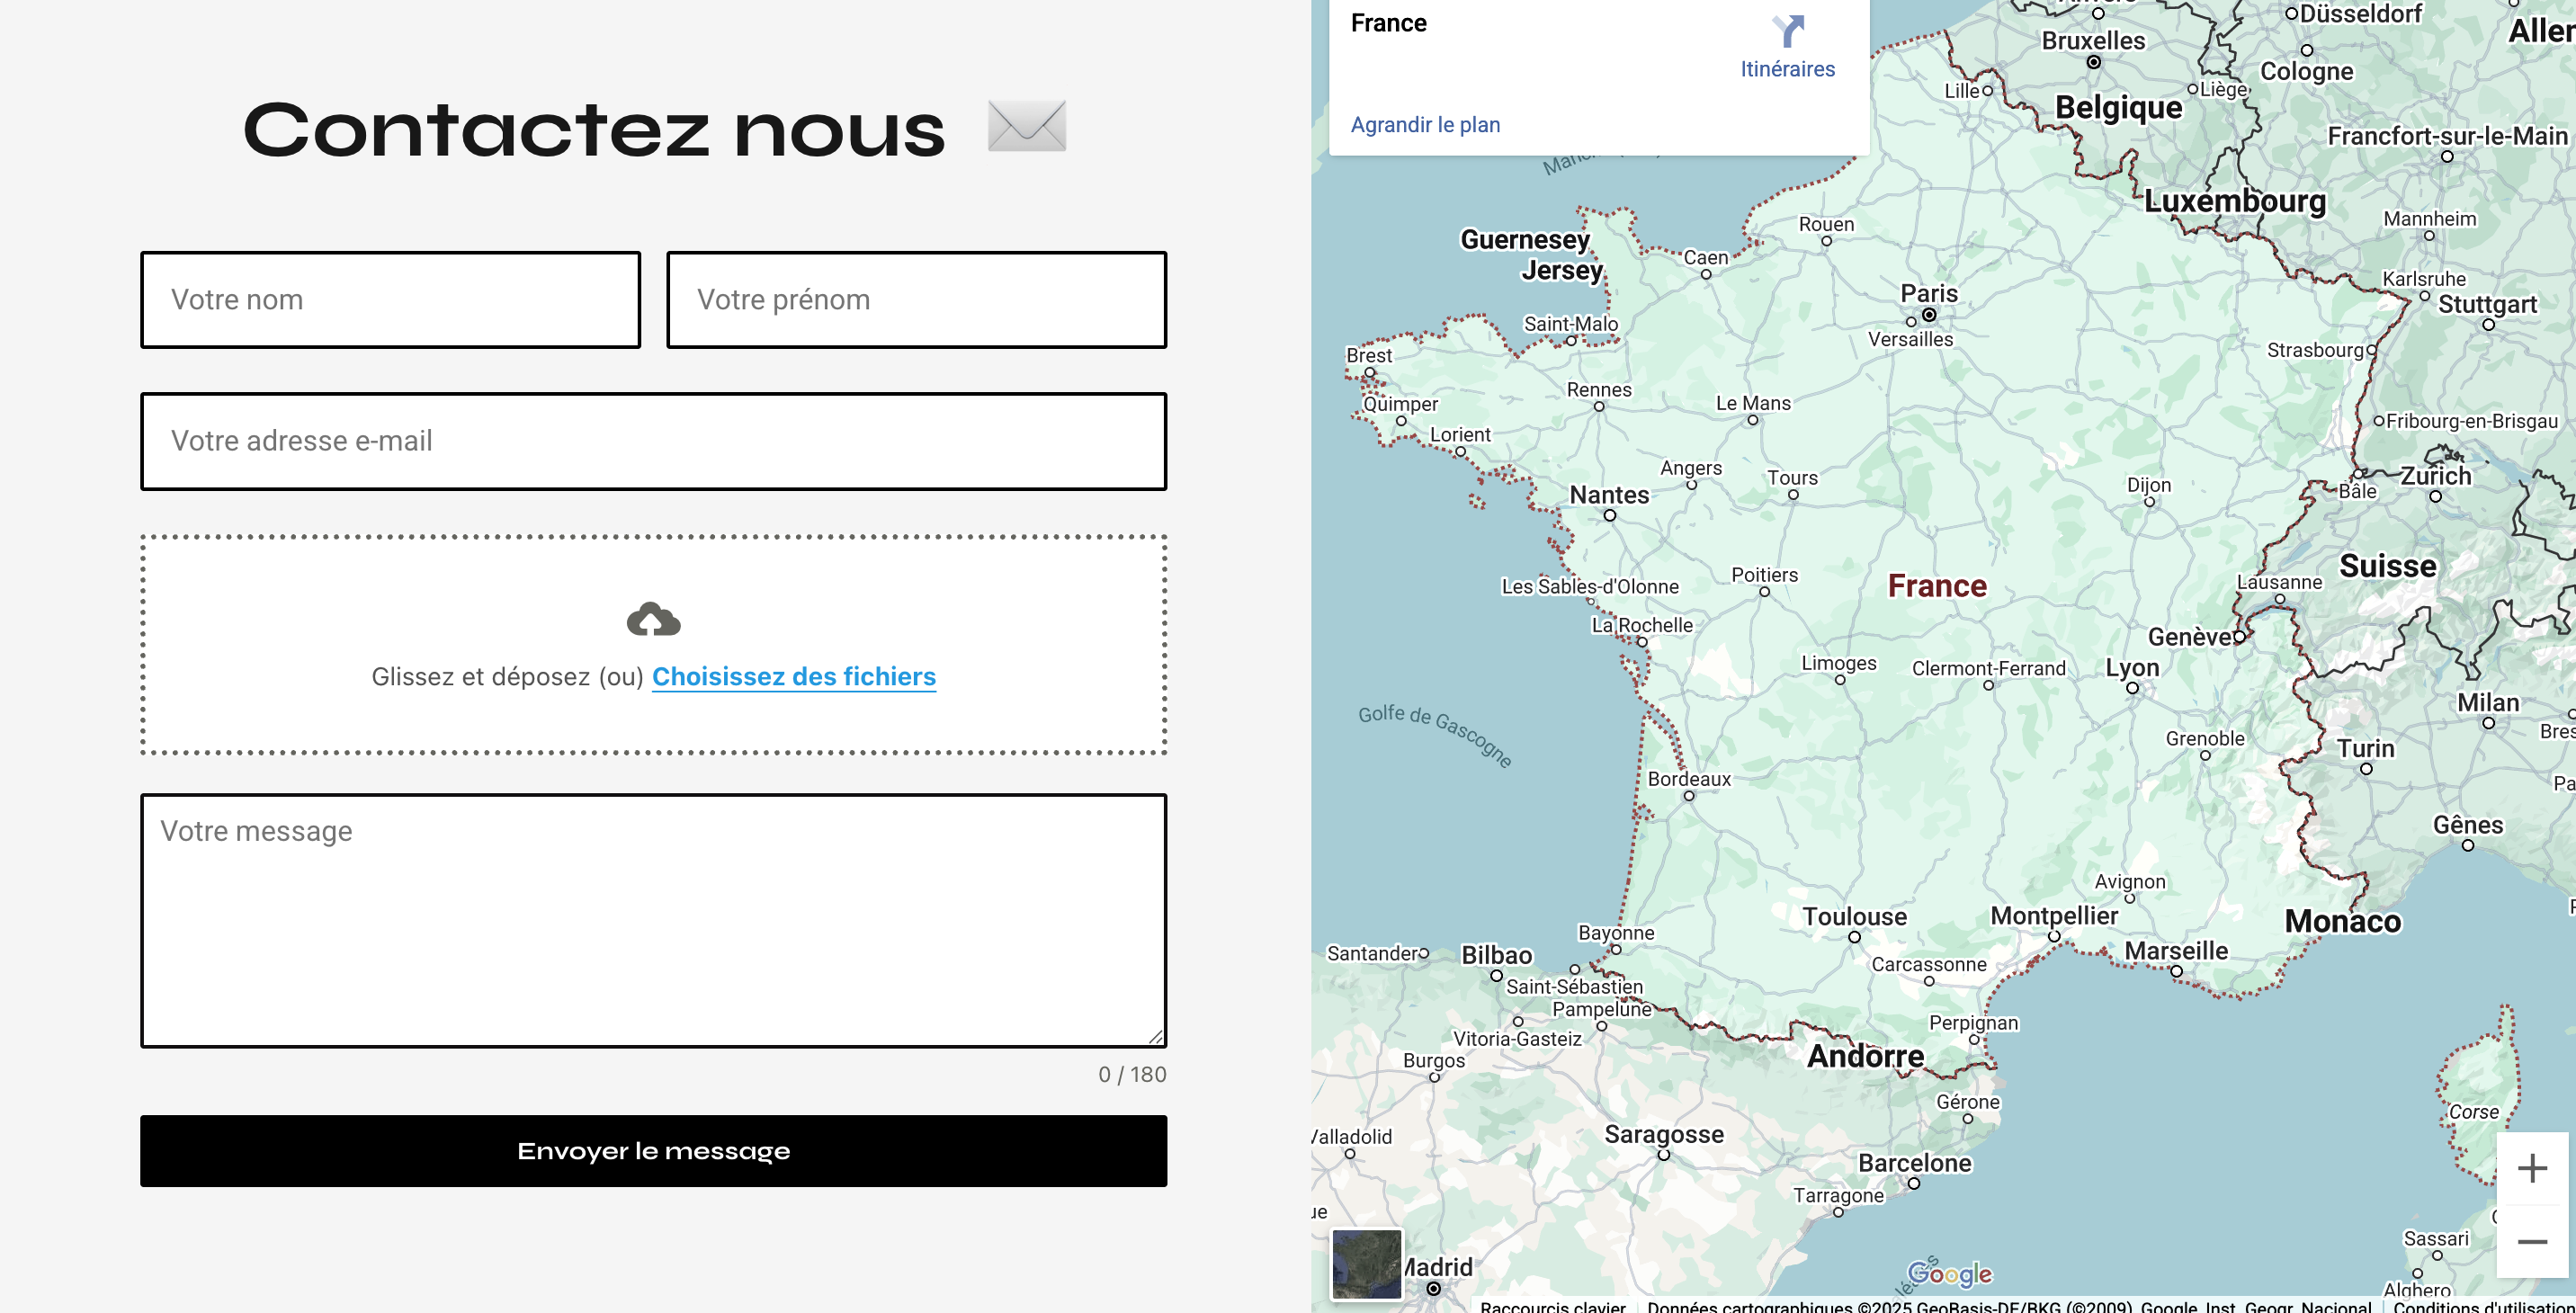 Contactez nous
Votre nom
Votre prénom
Votre adresse e-mail
Glissez et déposez (ou) Choisissez des fichiers
Votre message
0 / 180
Envoyer le message
France
Itinéraires
Agrandir le plan
Düsseldorf
Bruxelles
Cologne
Lille
Liège
Belgique
Francfort-sur-le-Main
Luxembourg
Mannheim
Rouen
Guernesey
Jersey
Caen
Karlsruhe
Paris
Stuttgart
Saint-Malo
Versailles
Strasbourg
Brest
Rennes
Quimper
Le Mans
Fribourg-en-Brisgau
Lorient
Angers
Tours
Zurich
Nantes
Dijon
Bâle
Suisse
Poitiers
Les Sables-d'Olonne
France
Lausanne
La Rochelle
Genève
Limoges
Clermont-Ferrand
Lyon
Milan
Golfe de Gascogne
Grenoble
Turin
Bordeaux
Gênes
Avignon
Toulouse
Montpellier
Monaco
Bayonne
Marseille
Santander
Bilbao
Carcassonne
Saint-Sébastien
Pampelune
Perpignan
Vitoria-Gasteiz
Andorre
Burgos
Gérone
Corse
Valladolid
Saragosse
Barcelone
Tarragone
Sassari
Madrid
Google
Alghero
Raccourcis clavier
Données cartographiques ©2025 GeoBasis-DE/BKG (©2009), Google, Inst. Geogr. Nacional
Conditions d'utilisation